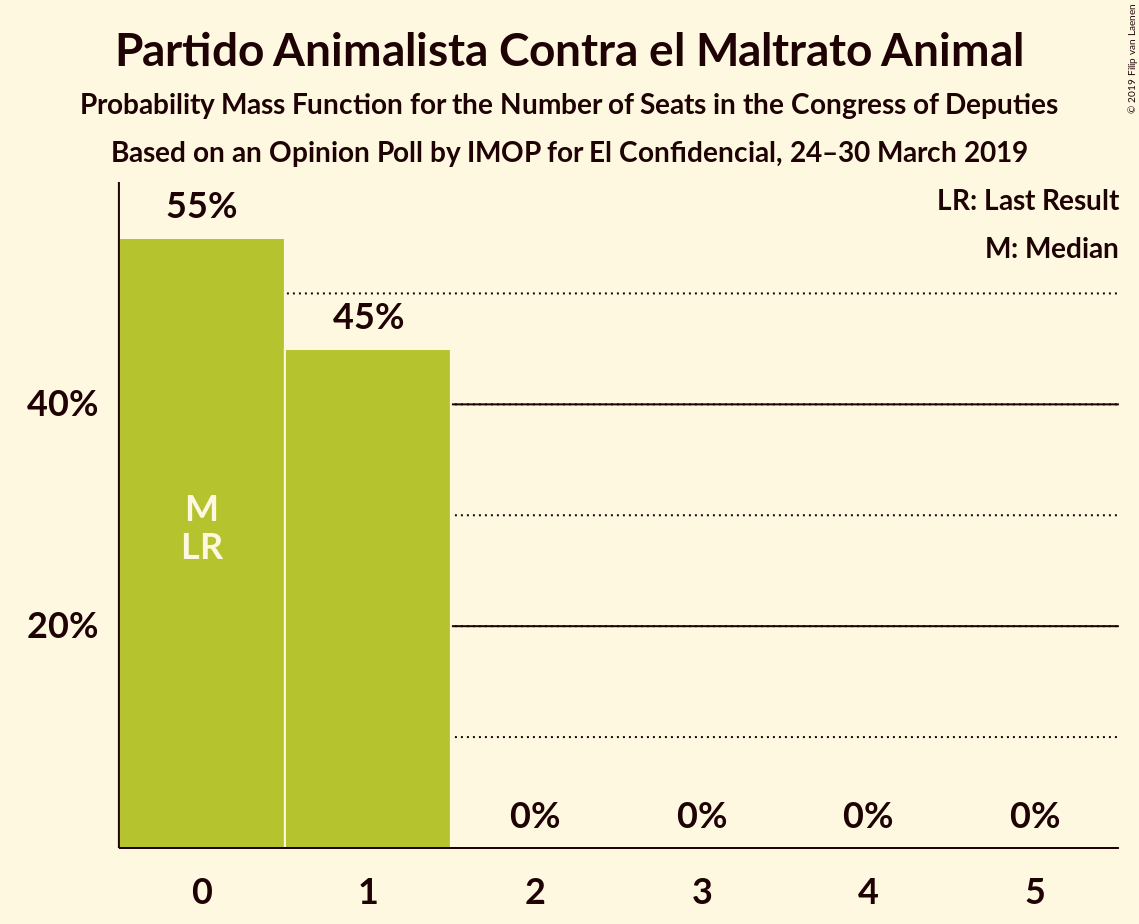 Partido Animalista Contra el Maltrato Animal
Probability Mass Function for the Number of Seats in the Congress of Deputies
Based on an Opinion Poll by IMOP for El Confidencial, 24–30 March 2019
© 2019 Filip van Laenen
LR: Last Result
M: Median
55%
45%
40%
M
LR
20%
0% 0% 0% 0%
0 1 2 3 4 5